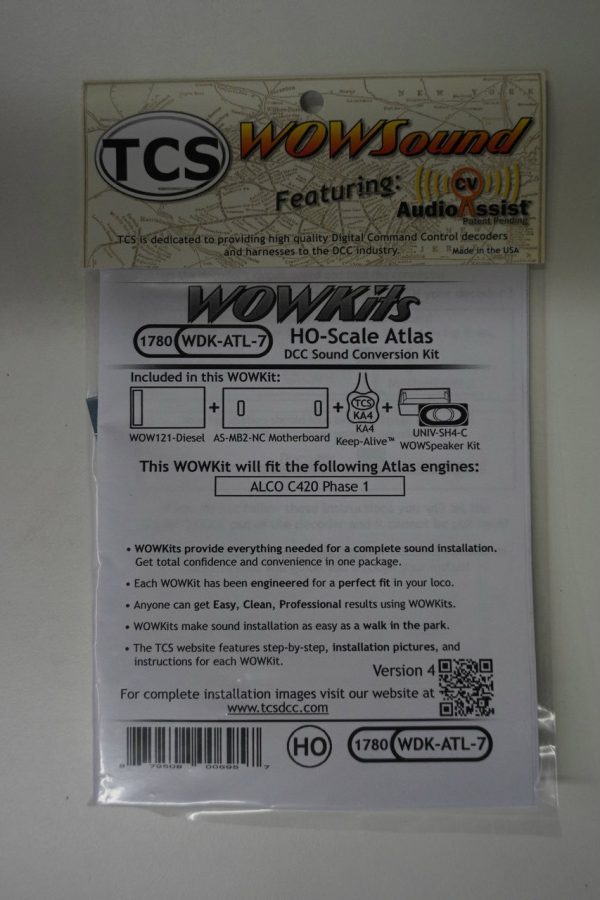 TCS WOWSound
Featuring:
CV
AudioAssist
Patent Pending
TCS is dedicated to providing high quality Digital Command Control decoders
and harnesses to the DCC industry.
Made in the USA
WOWKits
1780 WDK-ATL-7
HO-Scale Atlas
DCC Sound Conversion Kit
Included in this WOWKit:
+ + TCS KA4 +
WOW121-Diesel
AS-MB2-NC Motherboard
KA4
Keep-Alive™
UNIV-SH4-C
WOWSpeaker Kit
This WOWKit will fit the following Atlas engines:
ALCO C420 Phase 1
• WOWKits provide everything needed for a complete sound installation.
Get total confidence and convenience in one package.
• Each WOWKit has been engineered for a perfect fit in your loco.
• Anyone can get Easy, Clean, Professional results using WOWKits.
• WOWKits make sound installation as easy as a walk in the park.
• The TCS website features step-by-step, installation pictures, and
instructions for each WOWKit.
Version 4
For complete installation images visit our website at
www.tcsdcc.com
HO
1780 WDK-ATL-7